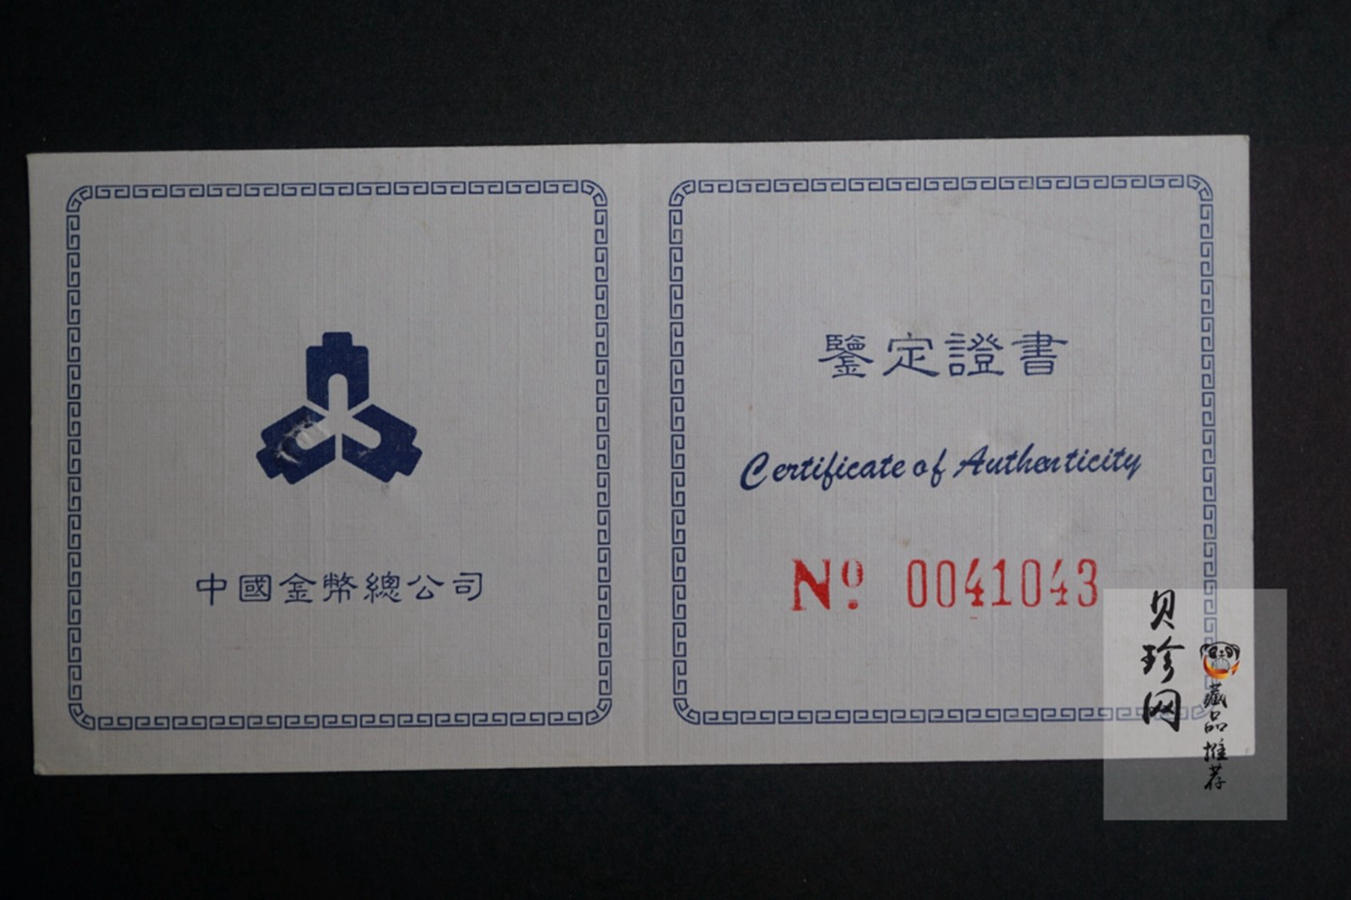 中國金幣總公司
鑒定證書
Certificate of Authenticity
Nº 0041043
贝珍网
藏品推荐